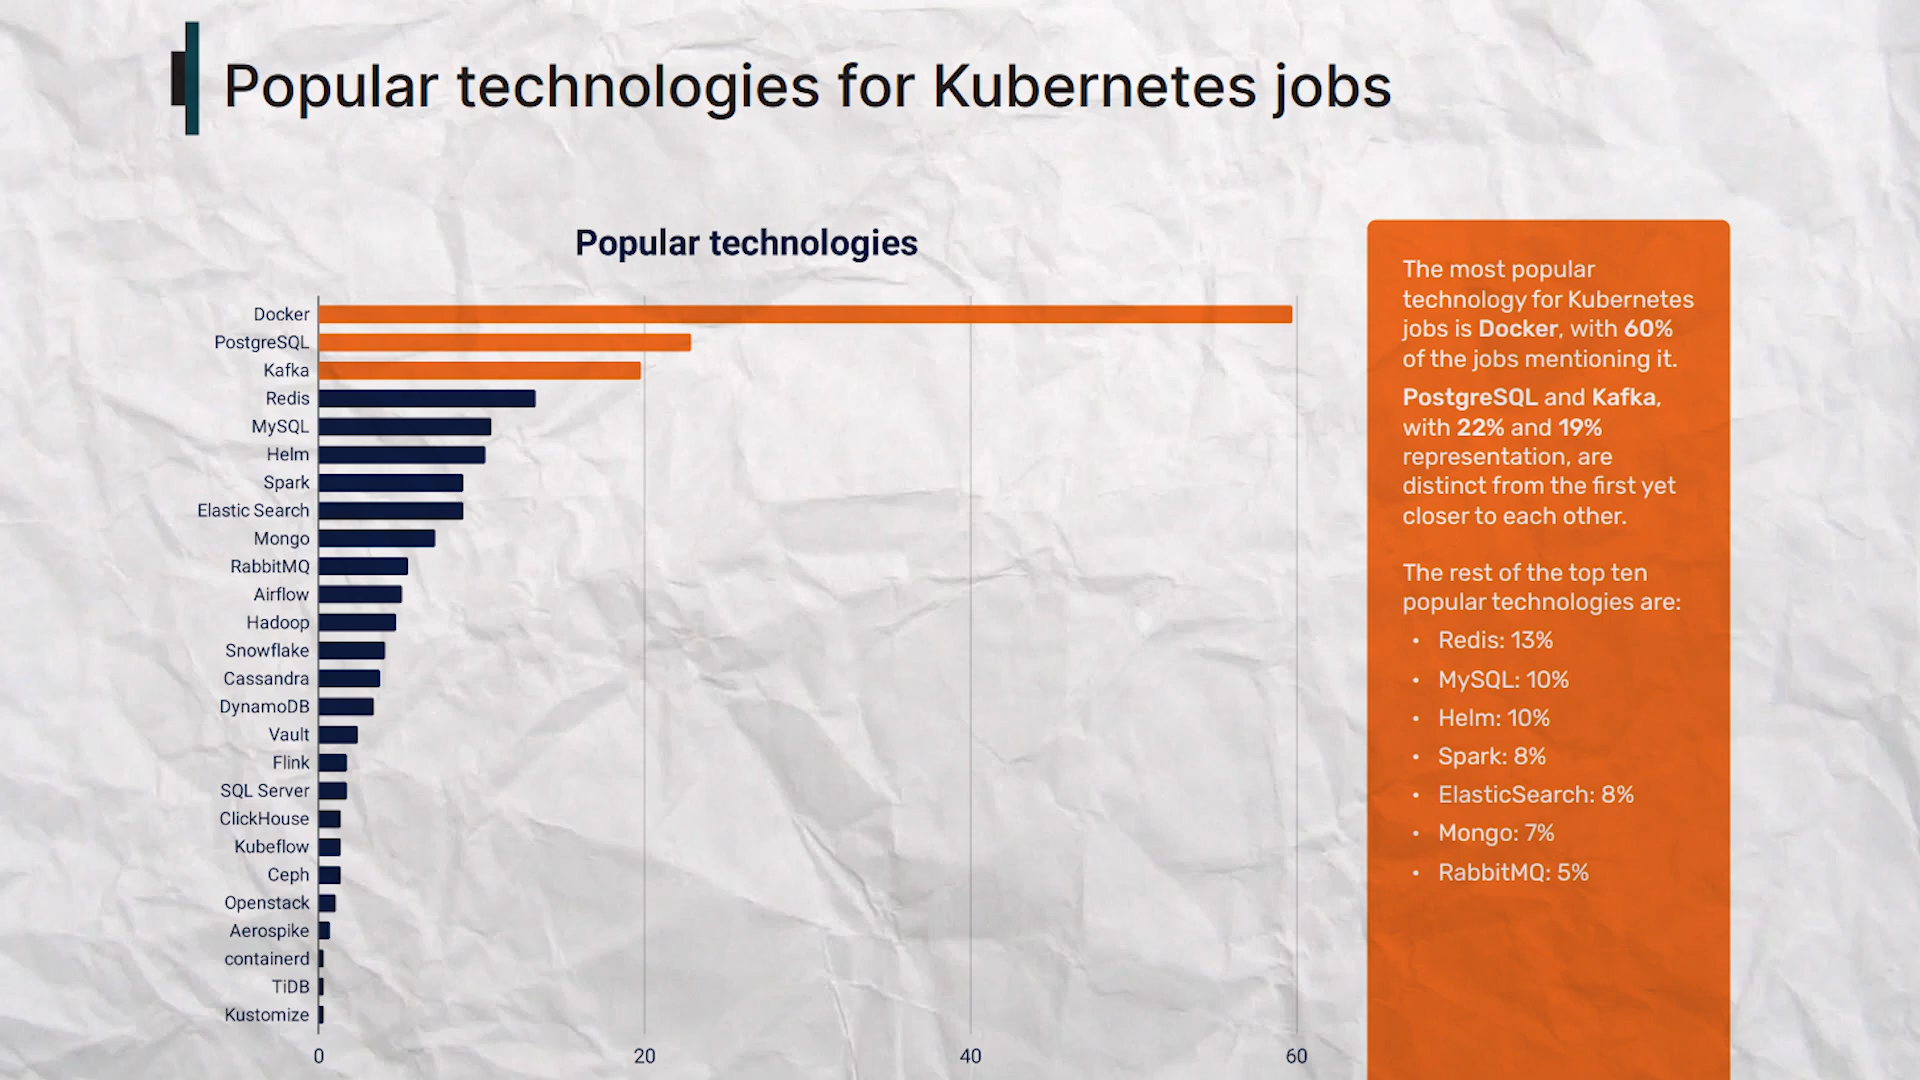 Popular technologies for Kubernetes jobs
Popular technologies
Docker
PostgreSQL
Kafka
Redis
MySQL
Helm
Spark
Elastic Search
Mongo
RabbitMQ
Airflow
Hadoop
Snowflake
Cassandra
DynamoDB
Vault
Flink
SQL Server
ClickHouse
Kubeflow
Ceph
Openstack
Aerospike
containerd
TiDB
Kustomize
0 20 40 60
The most popular
technology for Kubernetes
jobs is Docker, with 60%
of the jobs mentioning it.
PostgreSQL and Kafka,
with 22% and 19%
representation, are
distinct from the first yet
closer to each other.
The rest of the top ten
popular technologies are:
• Redis: 13%
• MySQL: 10%
• Helm: 10%
• Spark: 8%
• ElasticSearch: 8%
• Mongo: 7%
• RabbitMQ: 5%